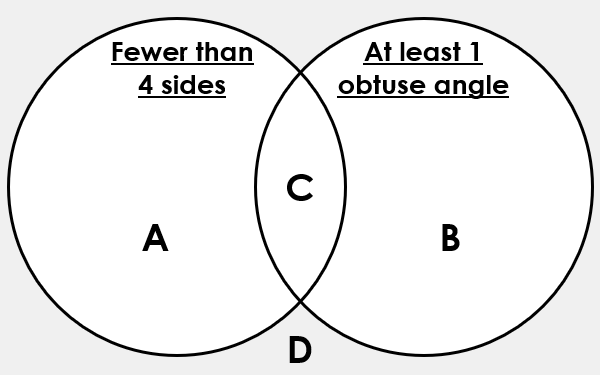 Fewer than
4 sides
At least 1
obtuse angle
C
A
B
D